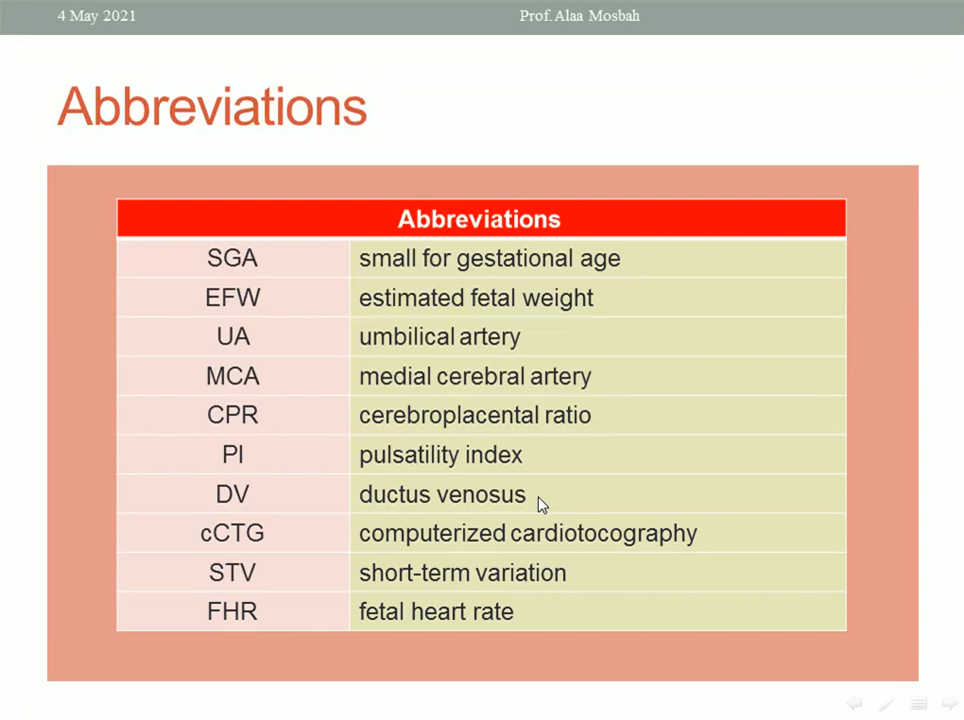 4 May 2021
Prof. Alaa Mosbah
Abbreviations
Abbreviations
SGA small for gestational age
EFW estimated fetal weight
UA umbilical artery
MCA medial cerebral artery
CPR cerebroplacental ratio
PI pulsatility index
DV ductus venosus
cCTG computerized cardiotocography
STV short-term variation
FHR fetal heart rate